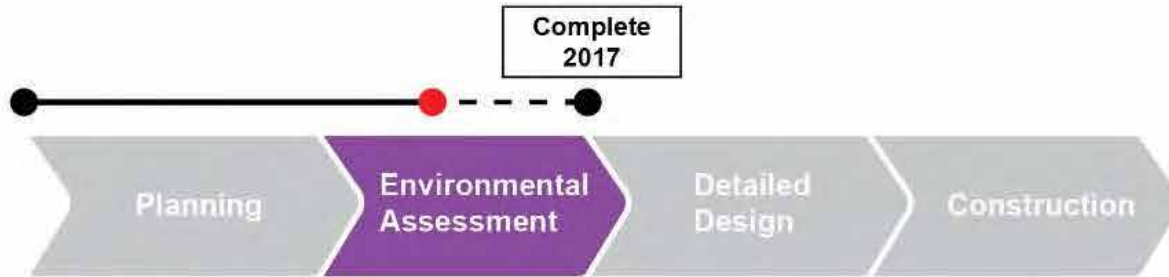 Complete
2017
Planning
Environmental
Assessment
Detailed
Design
Construction